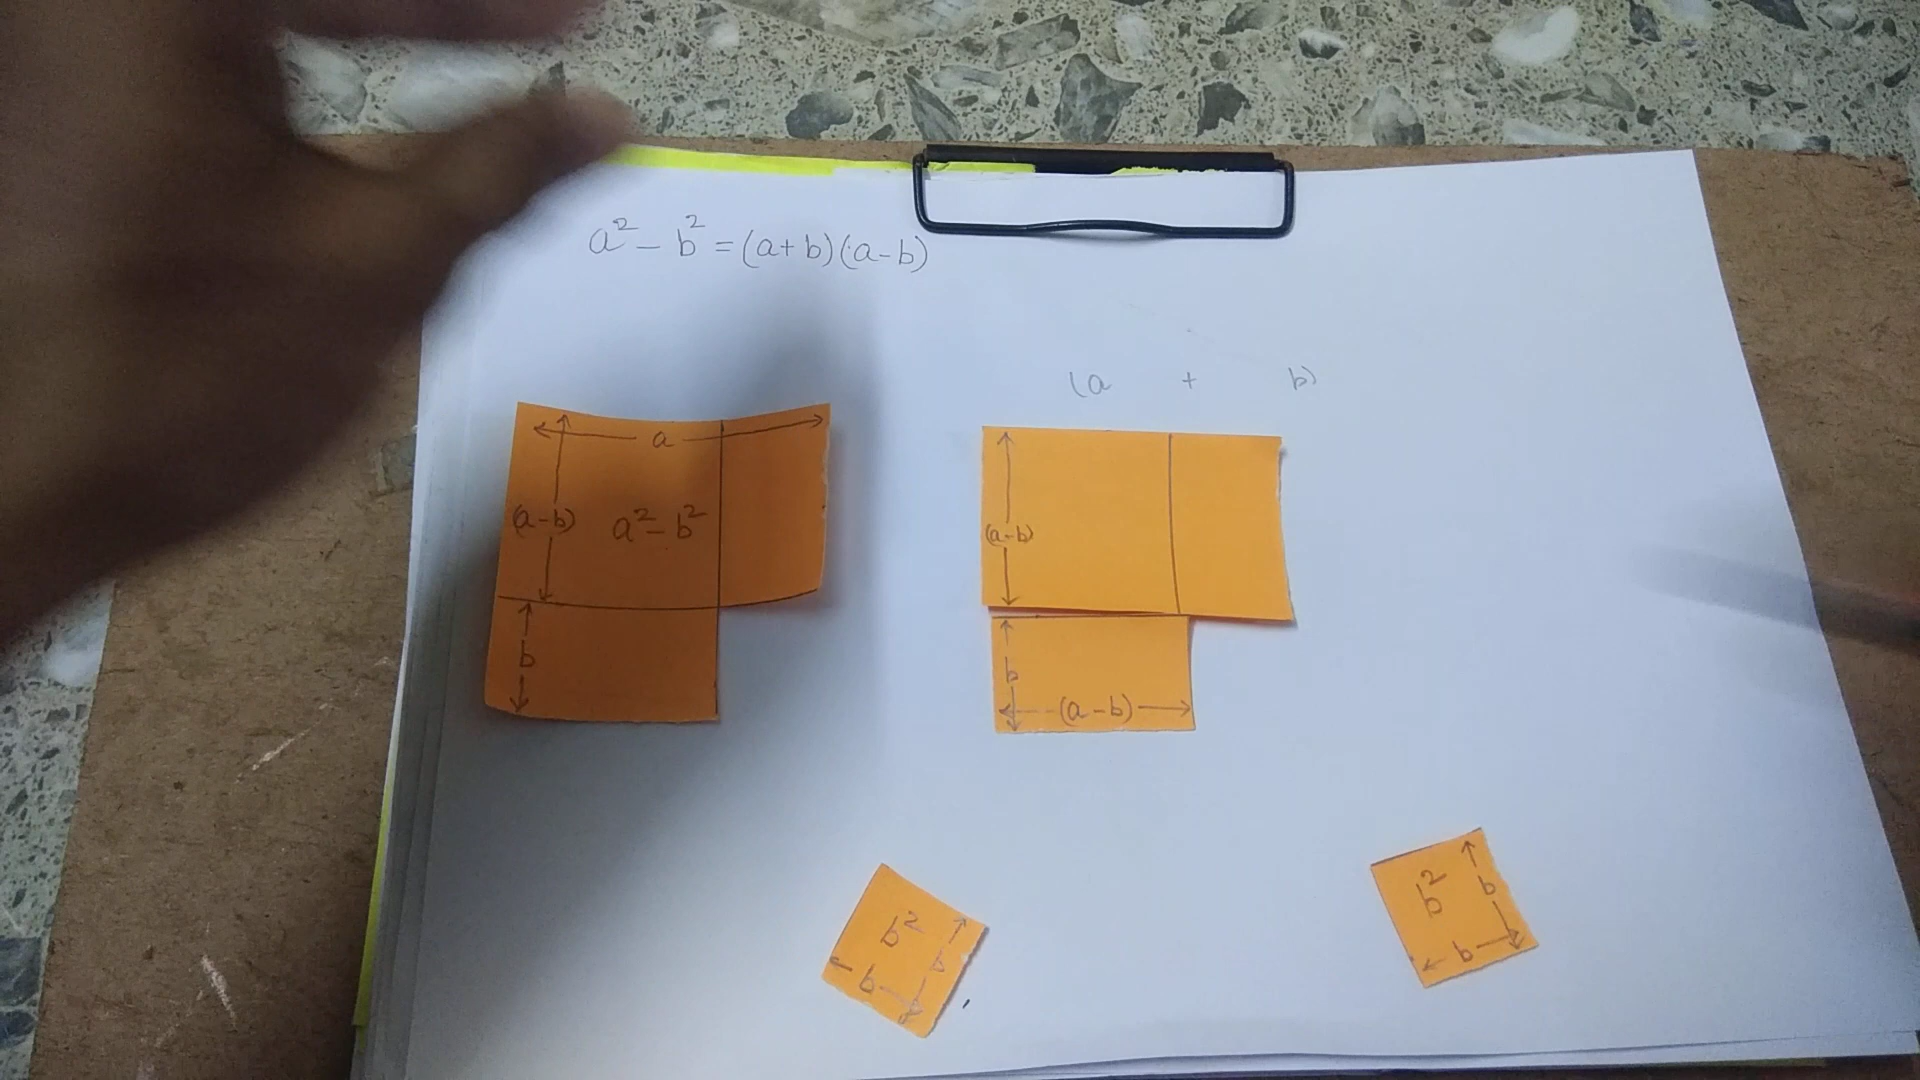 a² - b² = (a+b)(a-b)
(a + b)
a
(a-b)
a² - b²
b
(a-b)
b
(a-b)
b²
b
b
b²
b
b